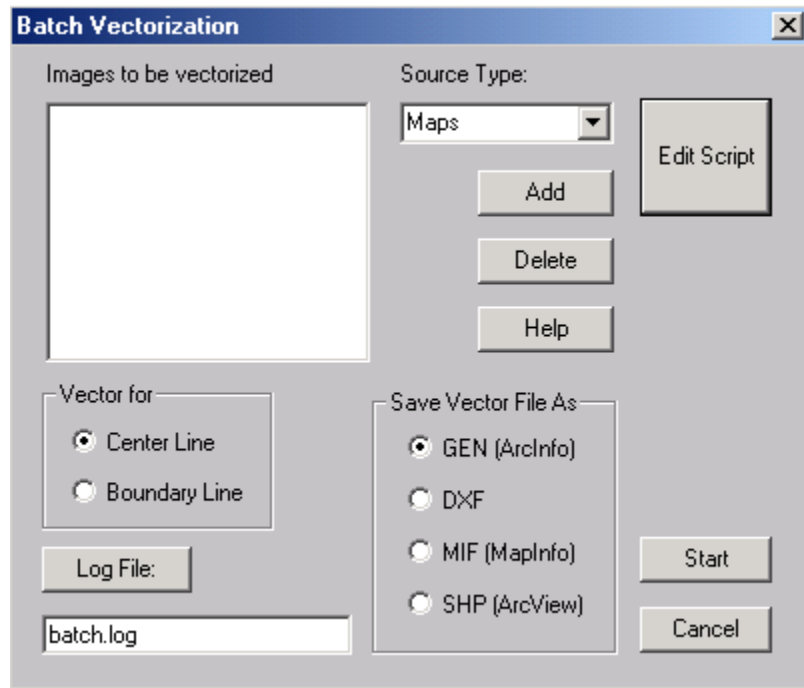 Batch Vectorization
Images to be vectorized
Source Type:
Maps
Edit Script
Add
Delete
Help
Vector for
Center Line
Boundary Line
Log File:
batch.log
Save Vector File As
GEN (ArcInfo)
DXF
MIF (MapInfo)
SHP (ArcView)
Start
Cancel